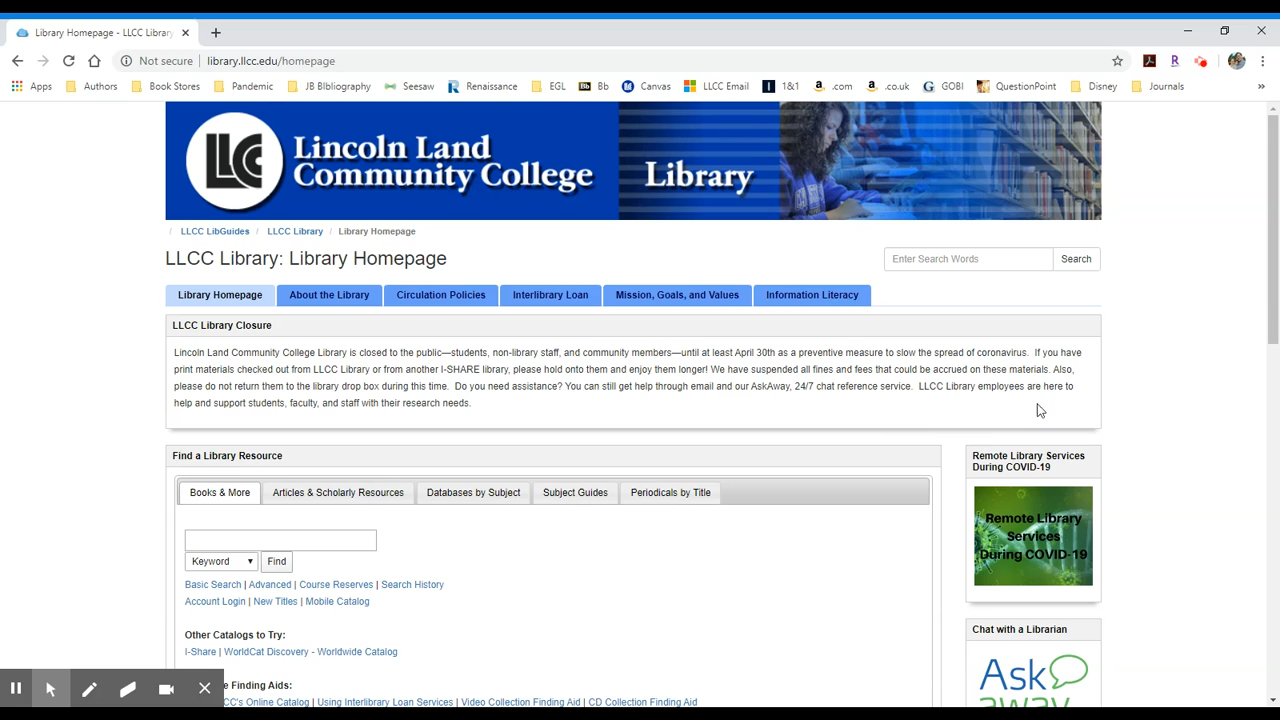 Library Homepage - LLCC Library
Not secure library.llcc.edu/homepage
Apps Authors Book Stores Pandemic JB BIbliography Seesaw Renaissance EGL Bb Bb Canvas LLCC Email 1&1 .com .co.uk GOBI QuestionPoint Disney Journals
LLC Lincoln Land
Community College
Library
/ LLCC LibGuides / LLCC Library / Library Homepage
LLCC Library: Library Homepage
Enter Search Words Search
Library Homepage About the Library Circulation Policies Interlibrary Loan Mission, Goals, and Values Information Literacy
LLCC Library Closure
Lincoln Land Community College Library is closed to the public—students, non-library staff, and community members—until at least April 30th as a preventive measure to slow the spread of coronavirus. If you have
print materials checked out from LLCC Library or from another I-SHARE library, please hold onto them and enjoy them longer! We have suspended all fines and fees that could be accrued on these materials. Also,
please do not return them to the library drop box during this time. Do you need assistance? You can still get help through email and our AskAway, 24/7 chat reference service. LLCC Library employees are here to
help and support students, faculty, and staff with their research needs.
Find a Library Resource
Books & More Articles & Scholarly Resources Databases by Subject Subject Guides Periodicals by Title
Keyword Find
Basic Search | Advanced | Course Reserves | Search History
Account Login | New Titles | Mobile Catalog
Other Catalogs to Try:
I-Share | WorldCat Discovery - Worldwide Catalog
Finding Aids:
Online Catalog | Using Interlibrary Loan Services | Video Collection Finding Aid | CD Collection Finding Aid
Remote Library Services
During COVID-19
Remote Library
Services
During COVID-19
Chat with a Librarian
Ask
away